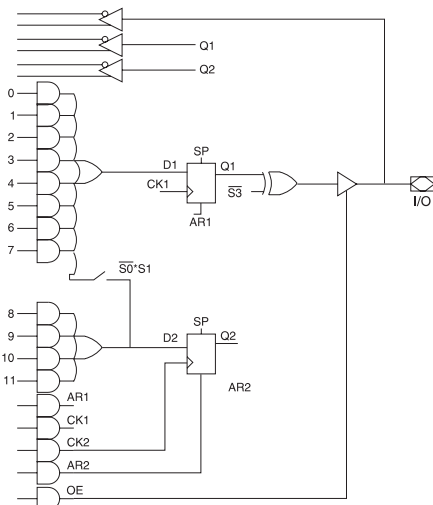 Q1
Q2
0
1
2
3
4
5
6
7
SP
D1
Q1
CK1
S3
AR1
I/O
S0*S1
8
9
10
11
SP
D2
Q2
AR2
AR1
CK1
CK2
AR2
OE